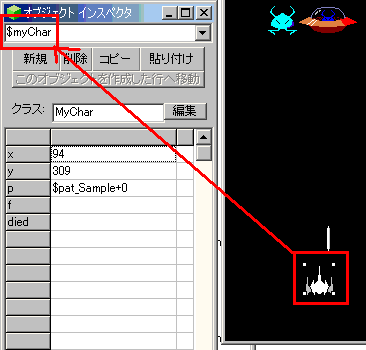 オブジェクト インスペクタ
$myChar
新規 削除 コピー 貼り付け
このオブジェクトを作成した行へ移動
クラス: MyChar 編集
x 94
y 309
p $pat_Sample+0
f
died